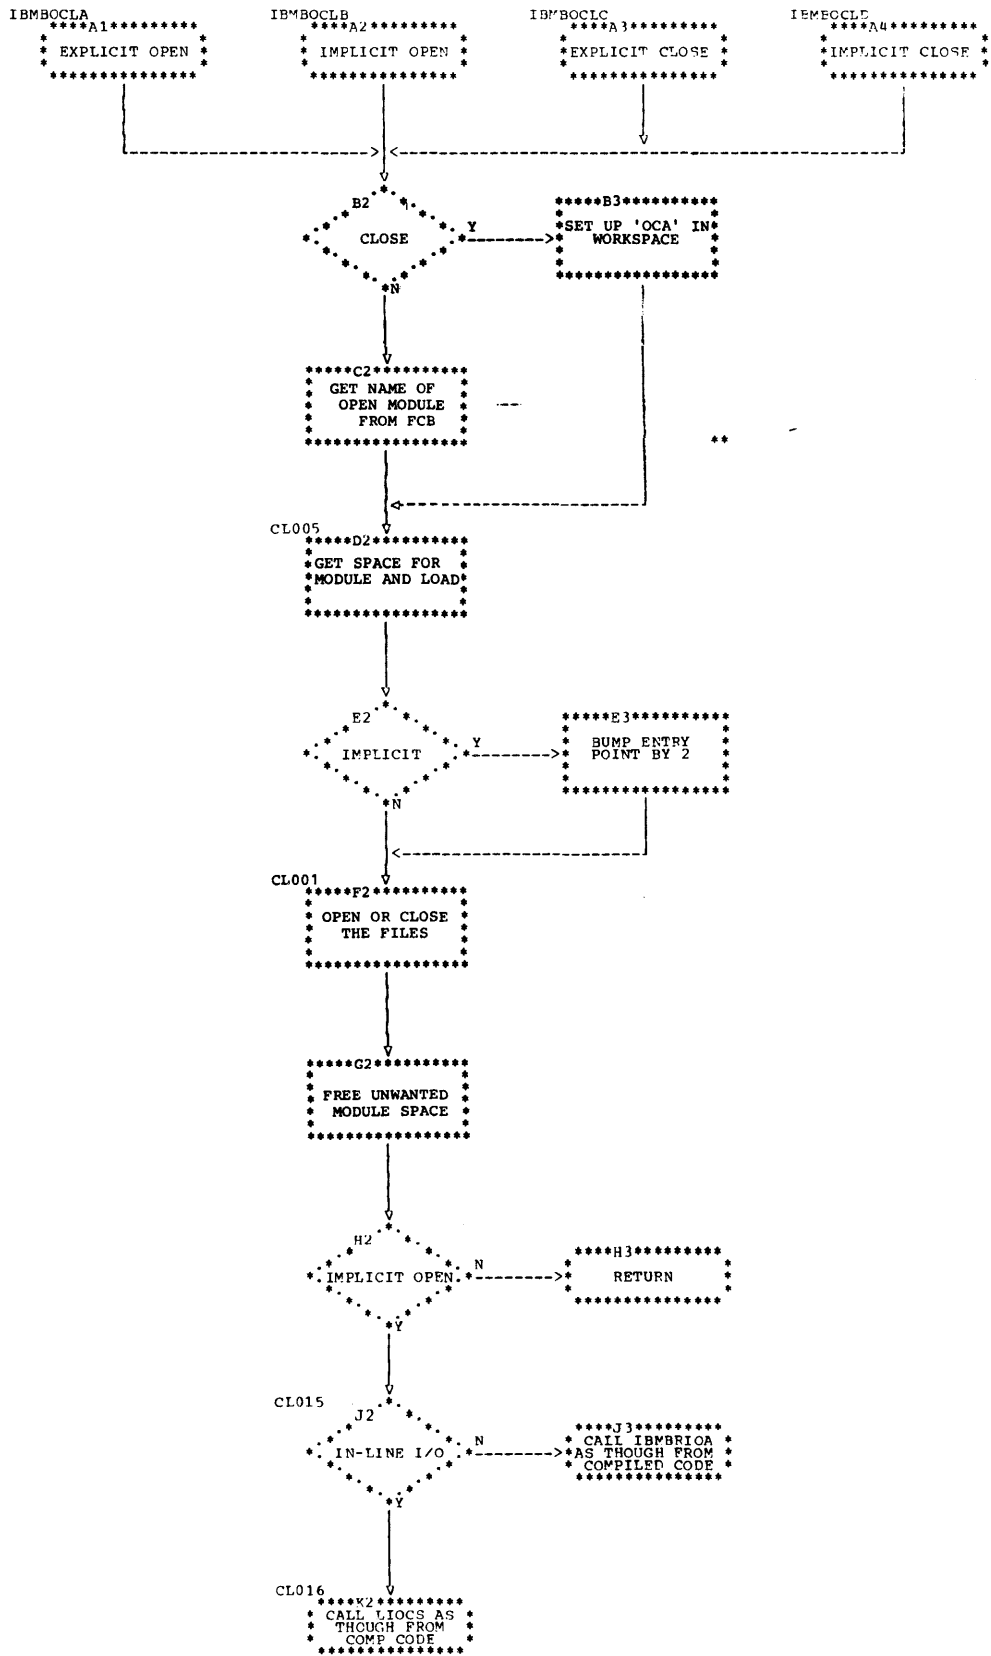 IBMBOCLA IBMBOCLB IBMBOCLC IBMBOCLD
****A1********* ****A2********* ****A3********* ****A4*********
* EXPLICIT OPEN * * IMPLICIT OPEN * *EXPLICIT CLOSE * *IMPLICIT CLOSE *
B2
CLOSE
Y
N
*****B3**********
*SET UP 'OCA' IN*
WORKSPACE
*****C2**********
GET NAME OF
OPEN MODULE
FROM FCB
**
CL005
*****D2**********
GET SPACE FOR
*MODULE AND LOAD*
E2
IMPLICIT
Y
N
*****E3**********
BUMP ENTRY
POINT BY 2
CL001
*****F2**********
OPEN OR CLOSE
THE FILES
*****G2**********
FREE UNWANTED
MODULE SPACE
H2
IMPLICIT OPEN
N
Y
****H3*********
RETURN
CL015
J2
IN-LINE I/O
N
Y
****J3*********
CALL IBMBRIOA
AS THOUGH FROM
COMPILED CODE
CL016
****K2*********
CALL LIOCS AS
THOUGH FROM
COMP CODE